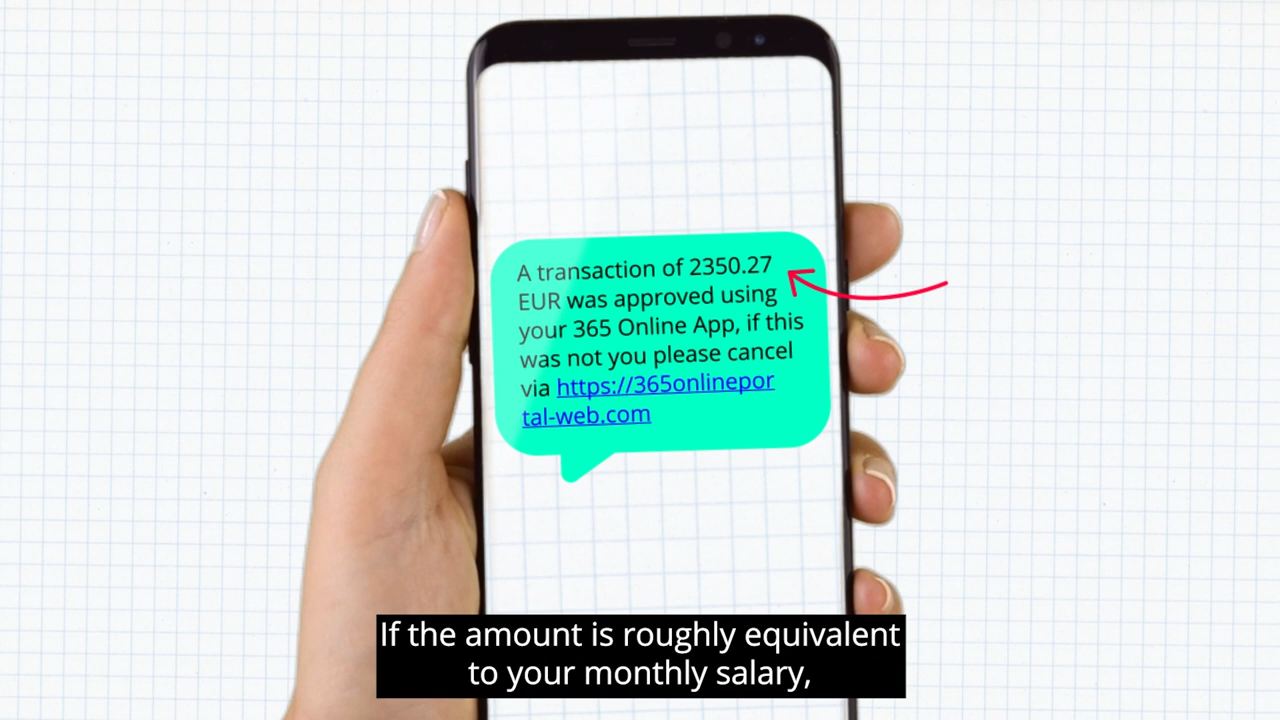 A transaction of 2350.27
EUR was approved using
your 365 Online App, if this
was not you please cancel
via https://365onlinepor
tal-web.com
If the amount is roughly equivalent
to your monthly salary,